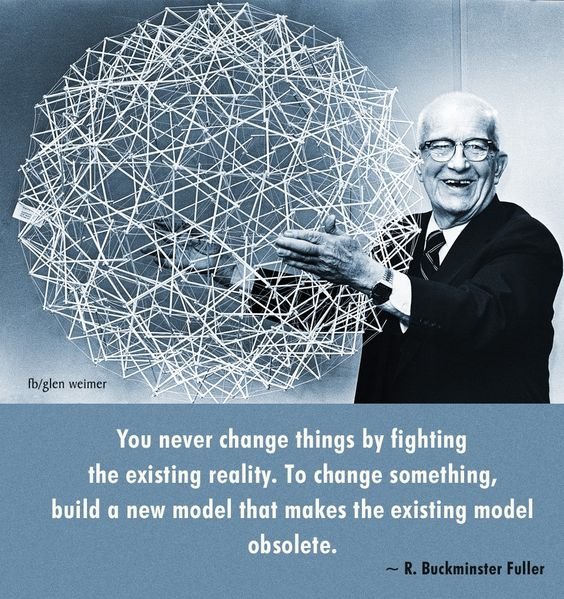 fb/glen weimer
You never change things by fighting
the existing reality. To change something,
build a new model that makes the existing model
obsolete.
~ R. Buckminster Fuller